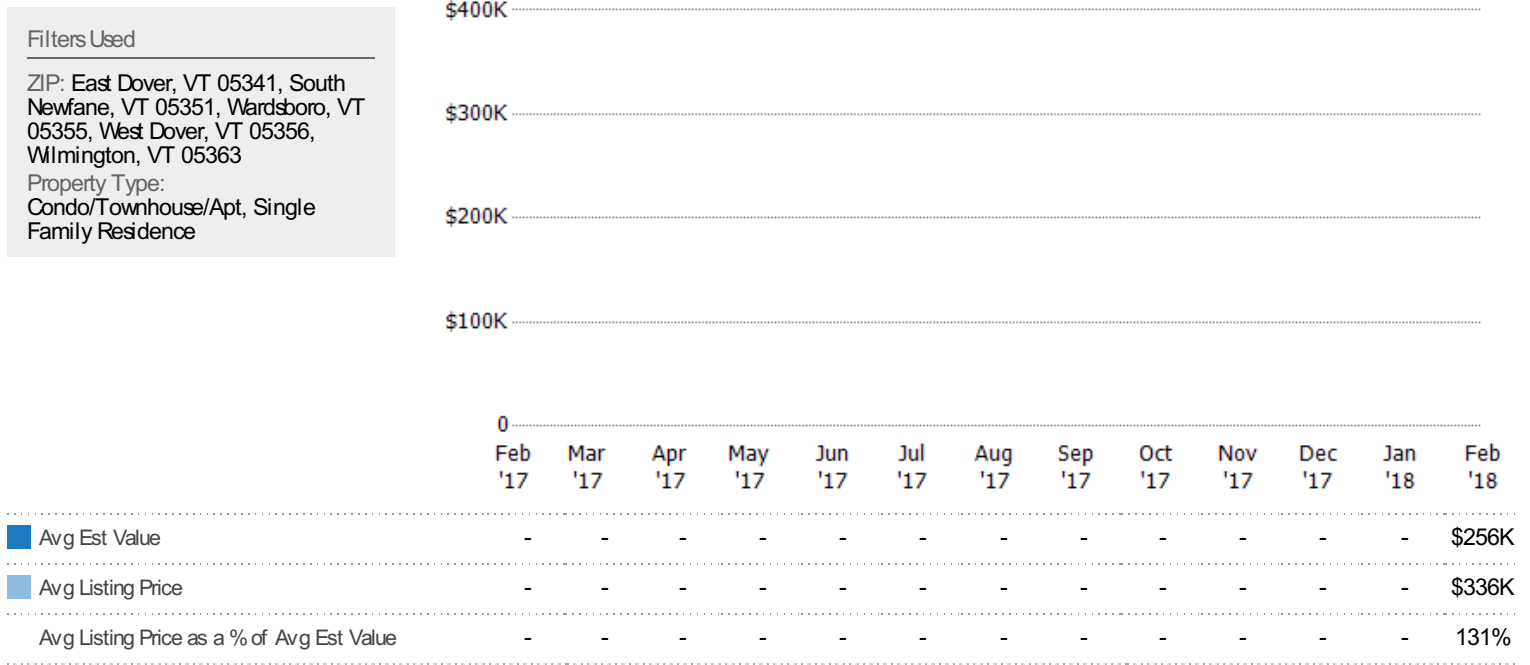 Filters Used
ZIP: East Dover, VT 05341, South
Newfane, VT 05351, Wardsboro, VT
05355, West Dover, VT 05356,
Wilmington, VT 05363
Property Type:
Condo/Townhouse/Apt, Single
Family Residence
$400K
$300K
$200K
$100K
0
Feb Mar Apr May Jun Jul Aug Sep Oct Nov Dec Jan Feb
'17 '17 '17 '17 '17 '17 '17 '17 '17 '17 '17 '18 '18
Avg Est Value - - - - - - - - - - - - $256K
Avg Listing Price - - - - - - - - - - - - $336K
Avg Listing Price as a % of Avg Est Value - - - - - - - - - - - - 131%